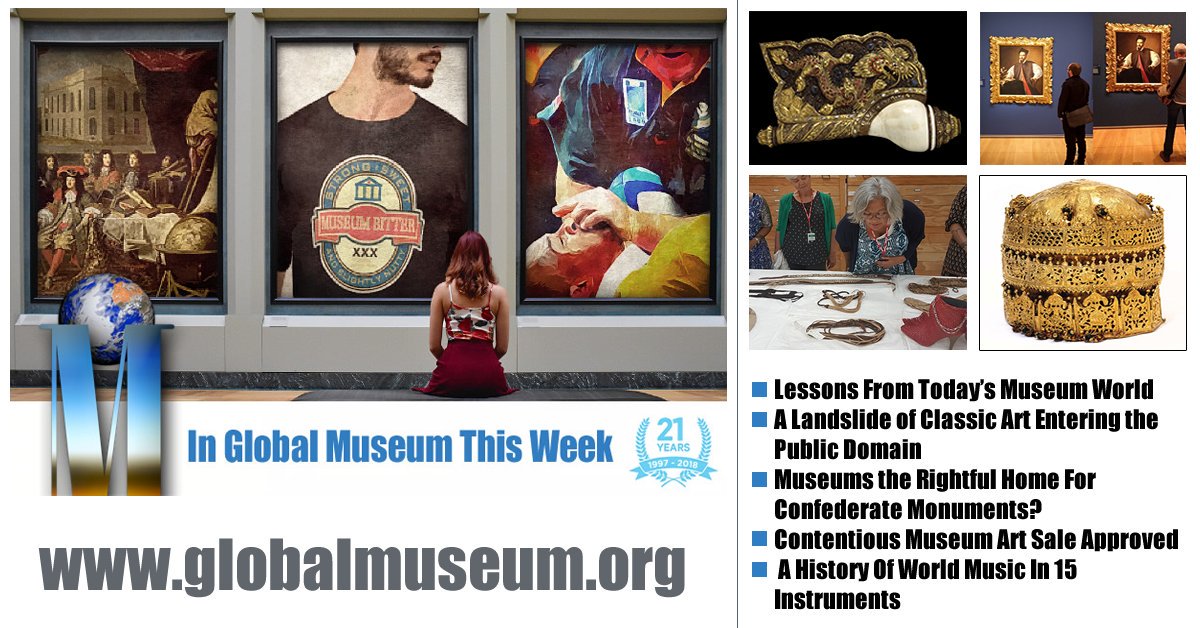 STRONG • SWEET
MUSEUM BITTER
XXX
AND SLIGHTLY NUTTY
M
In Global Museum This Week
21
YEARS
1997 - 2018
www.globalmuseum.org
Lessons From Today's Museum World
A Landslide of Classic Art Entering the
Public Domain
Museums the Rightful Home For
Confederate Monuments?
Contentious Museum Art Sale Approved
A History Of World Music In 15
Instruments